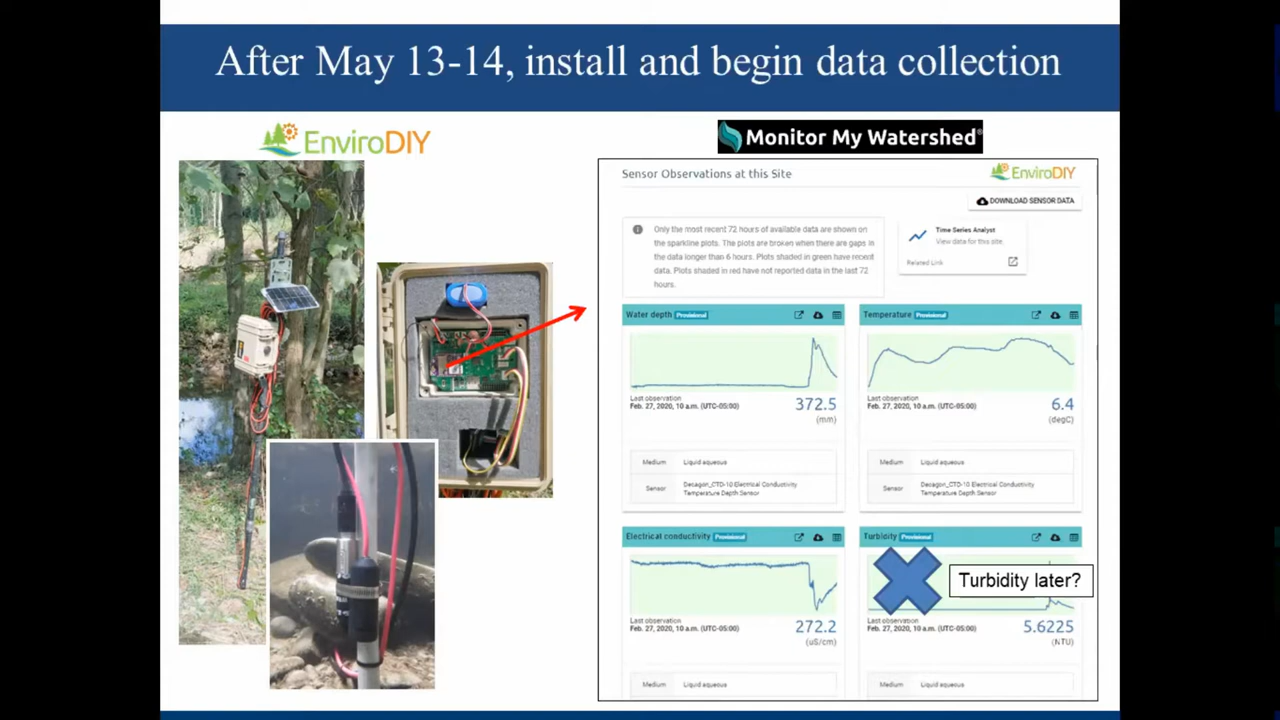 After May 13-14, install and begin data collection
EnviroDIY
Monitor My Watershed®
Sensor Observations at this Site
EnviroDIY
DOWNLOAD SENSOR DATA
Only the most recent 72 hours of available data are shown on
the sparkline plots. The plots are broken when there are gaps in
the data longer than 6 hours. Plots shaded in green have recent
data. Plots shaded in red have not reported data in the last 72
hours.
Time Series Analyst
View data for this site.
Related Link
Water depth Provisional
Temperature Provisional
Last observation
Feb. 27, 2020, 10 a.m. (UTC-05:00)
372.5
(mm)
Last observation
Feb. 27, 2020, 10 a.m. (UTC-05:00)
6.4
(degC)
Medium Liquid aqueous
Sensor Decagon_CTD-10 Electrical Conductivity
Temperature Depth Sensor
Medium Liquid aqueous
Sensor Decagon_CTD-10 Electrical Conductivity
Temperature Depth Sensor
Electrical conductivity Provisional
Turbidity Provisional
Turbidity later?
Last observation
Feb. 27, 2020, 10 a.m. (UTC-05:00)
272.2
(uS/cm)
Last observation
Feb. 27, 2020, 10 a.m. (UTC-05:00)
5.6225
(NTU)
Medium Liquid aqueous
Medium Liquid aqueous